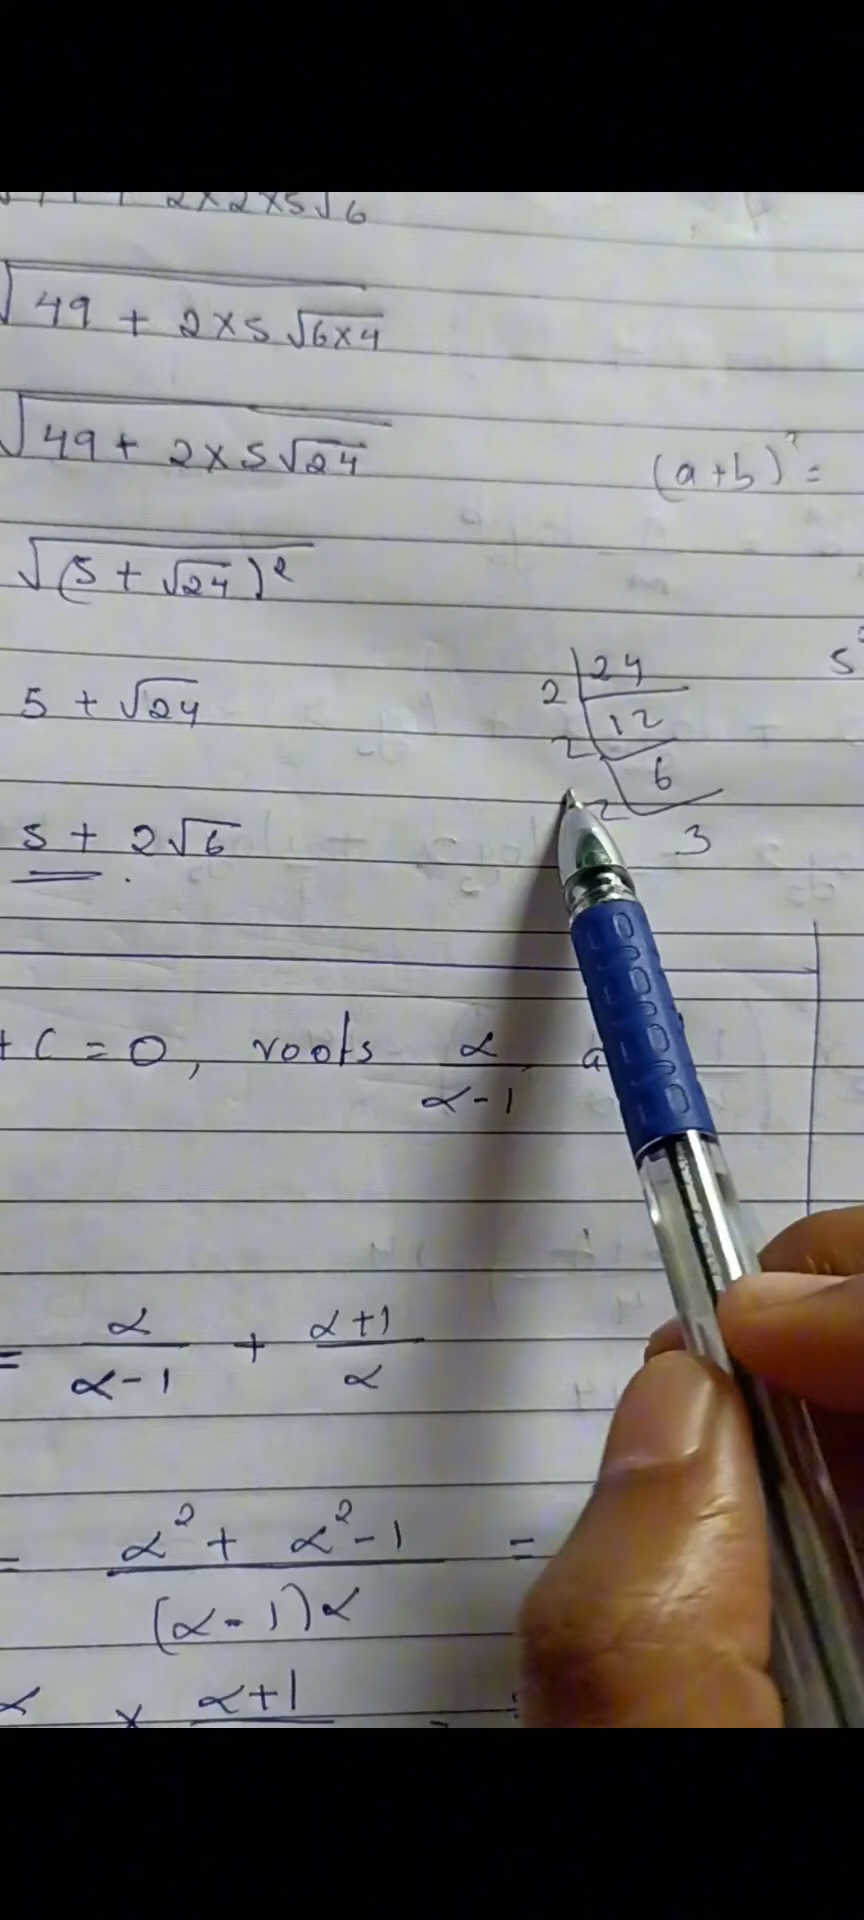 2×2×5√6
√(49 + 2×5 √(6×4))
√(49 + 2×5√24)
(a+b)² =
√((5 + √24)²)
5 + √24
5 + 2√6
2 | 24
2 | 12
2 | 6
3
+ C = 0, roots α/(α-1)
= α/(α-1) + (α+1)/α
= (α² + α²-1)/((α-1)α) =
α × α+1 =